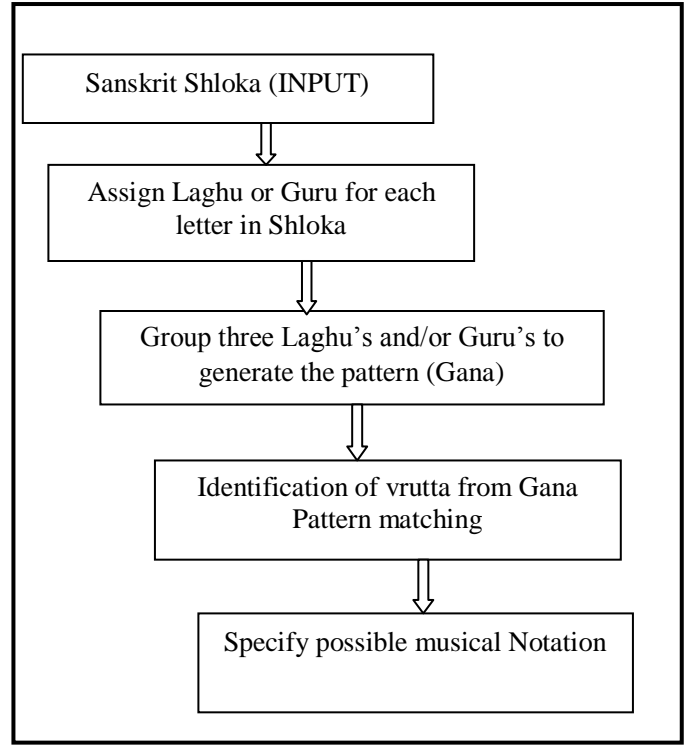 Sanskrit Shloka (INPUT)
Assign Laghu or Guru for each
letter in Shloka
Group three Laghu’s and/or Guru’s to
generate the pattern (Gana)
Identification of vrutta from Gana
Pattern matching
Specify possible musical Notation